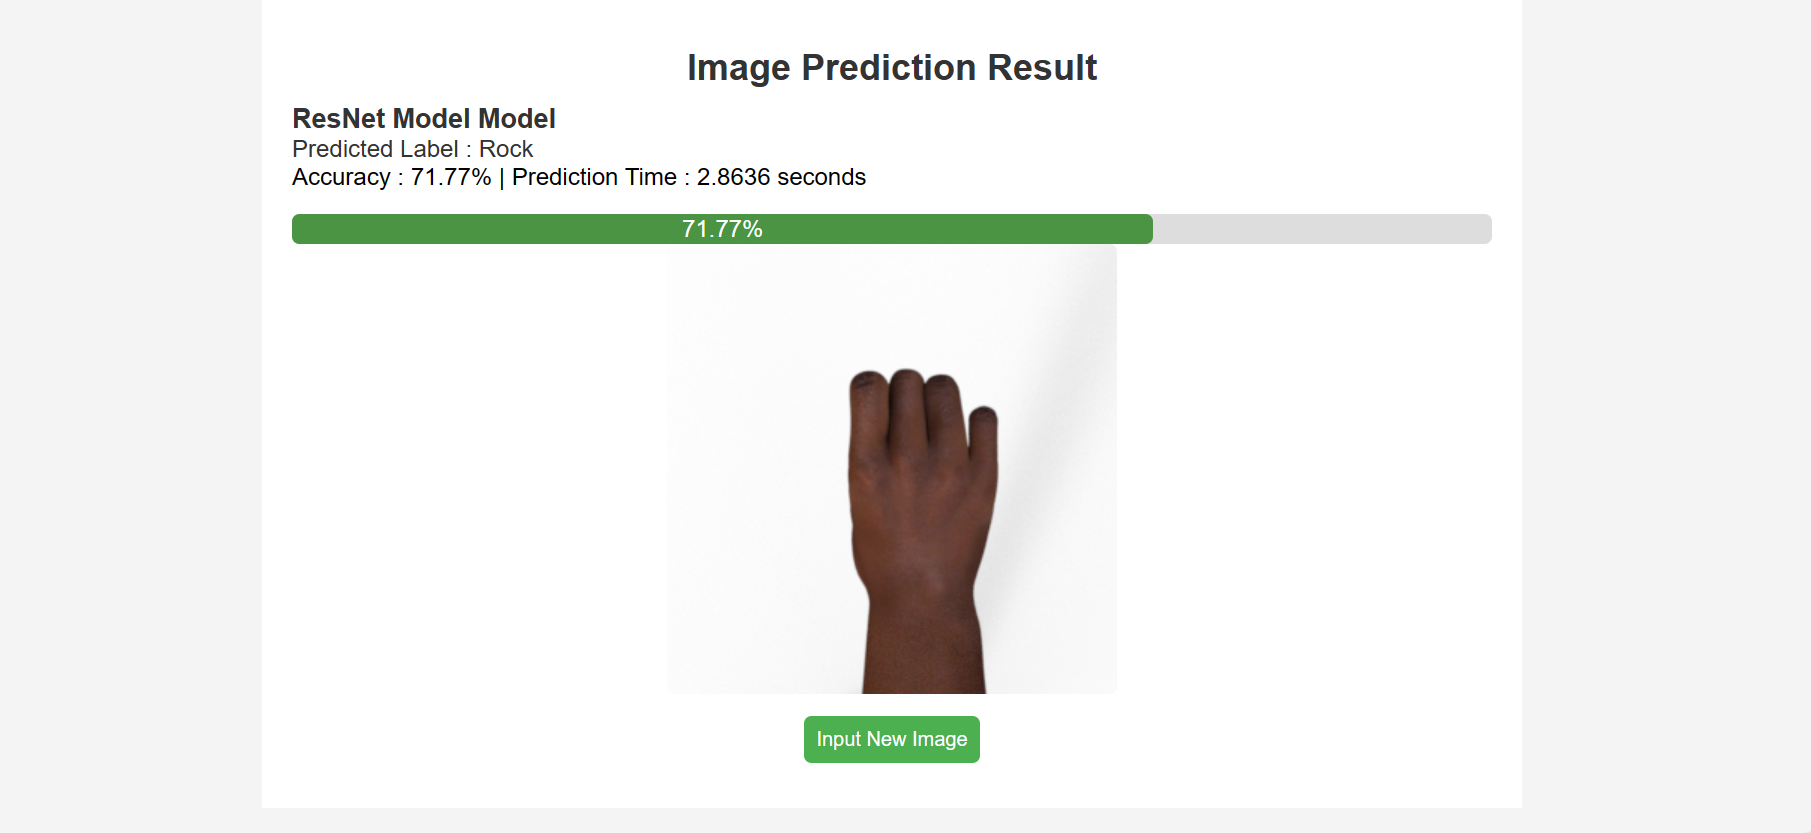 Image Prediction Result
ResNet Model Model
Predicted Label : Rock
Accuracy : 71.77% | Prediction Time : 2.8636 seconds
71.77%
Input New Image